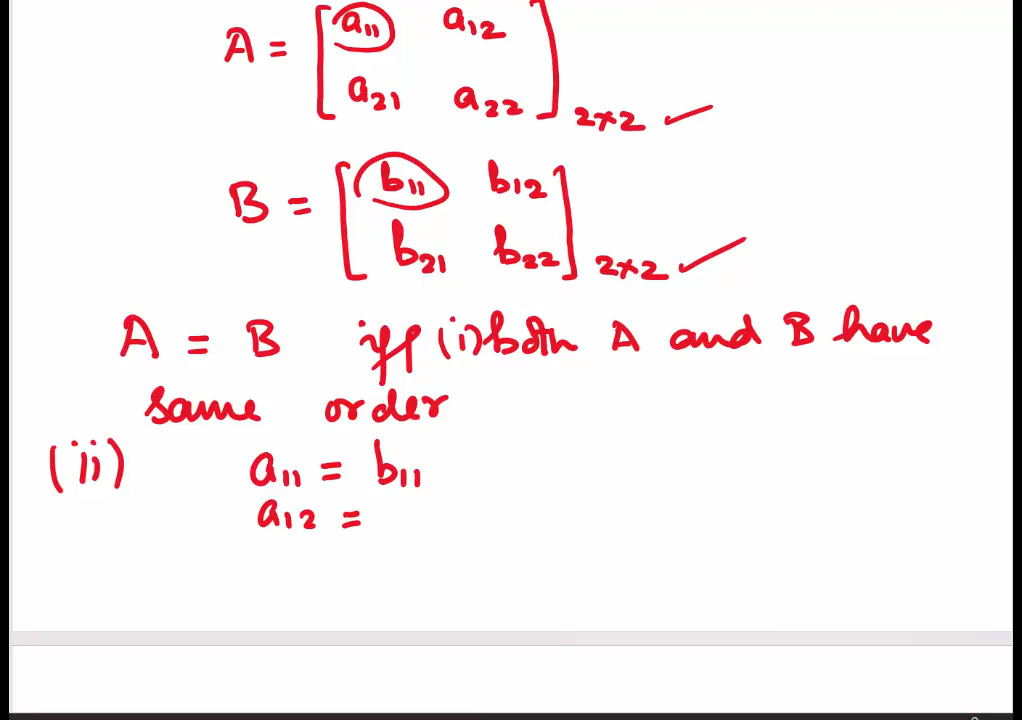 A = [ a11 a12
a21 a22 ] 2×2 ✓
B = [ b11 b12
b21 b22 ] 2×2 ✓
A = B iff (i) both A and B have
same order
(ii) a11 = b11
a12 =